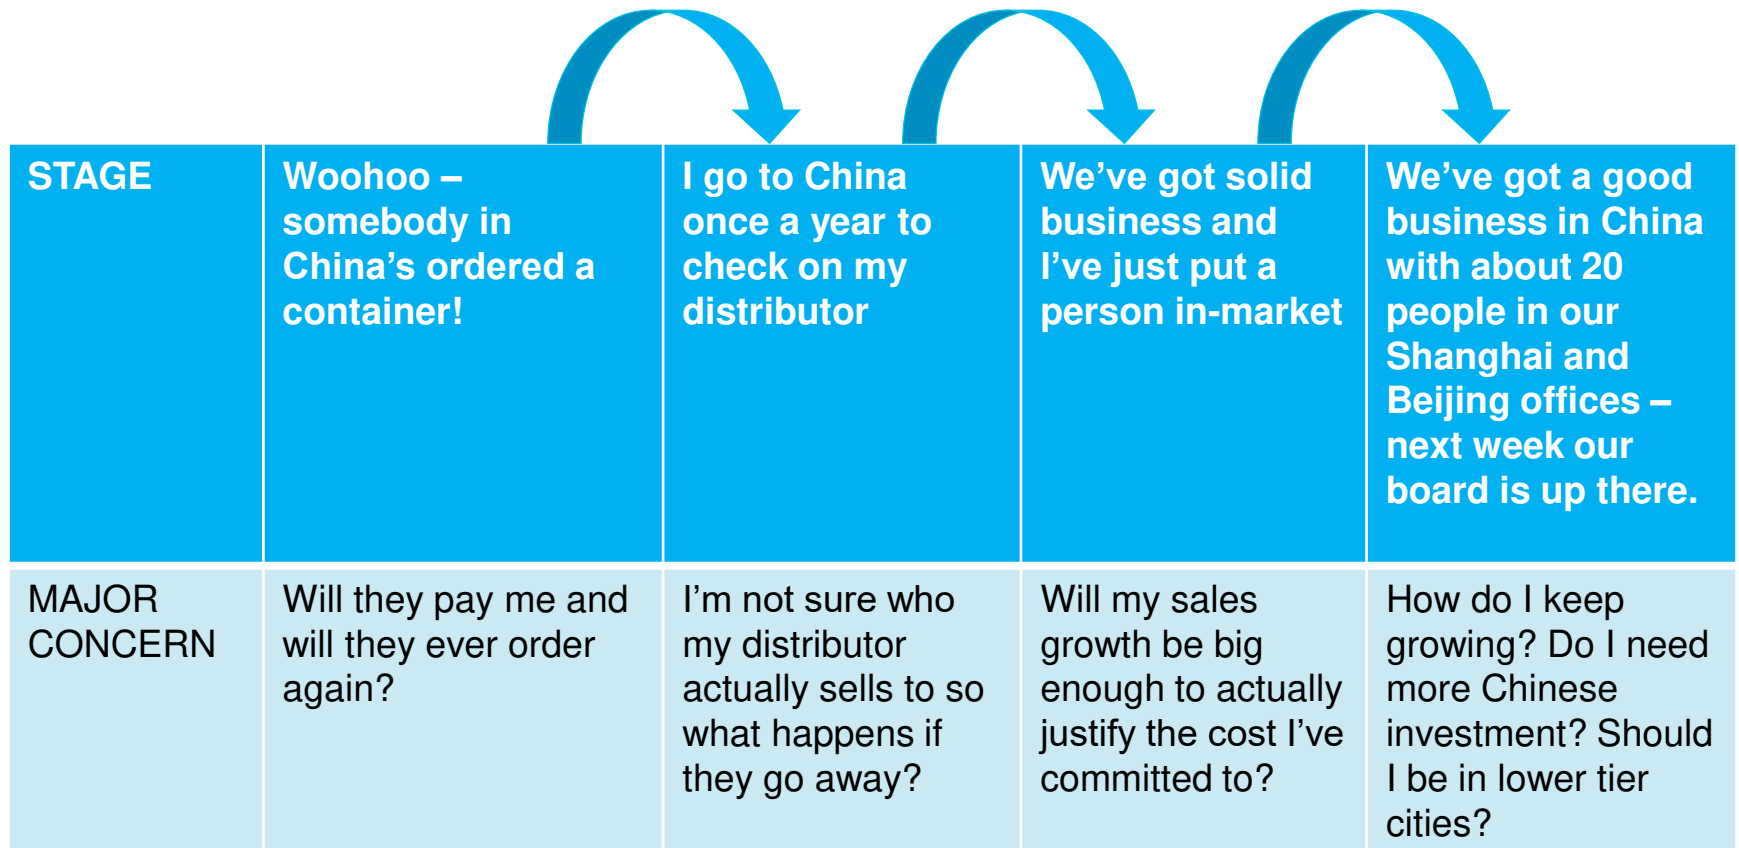 STAGE
Woohoo –
somebody in
China’s ordered a
container!
I go to China
once a year to
check on my
distributor
We’ve got solid
business and
I’ve just put a
person in-market
We’ve got a good
business in China
with about 20
people in our
Shanghai and
Beijing offices –
next week our
board is up there.
MAJOR
CONCERN
Will they pay me and
will they ever order
again?
I’m not sure who
my distributor
actually sells to so
what happens if
they go away?
Will my sales
growth be big
enough to actually
justify the cost I’ve
committed to?
How do I keep
growing? Do I need
more Chinese
investment? Should
I be in lower tier
cities?